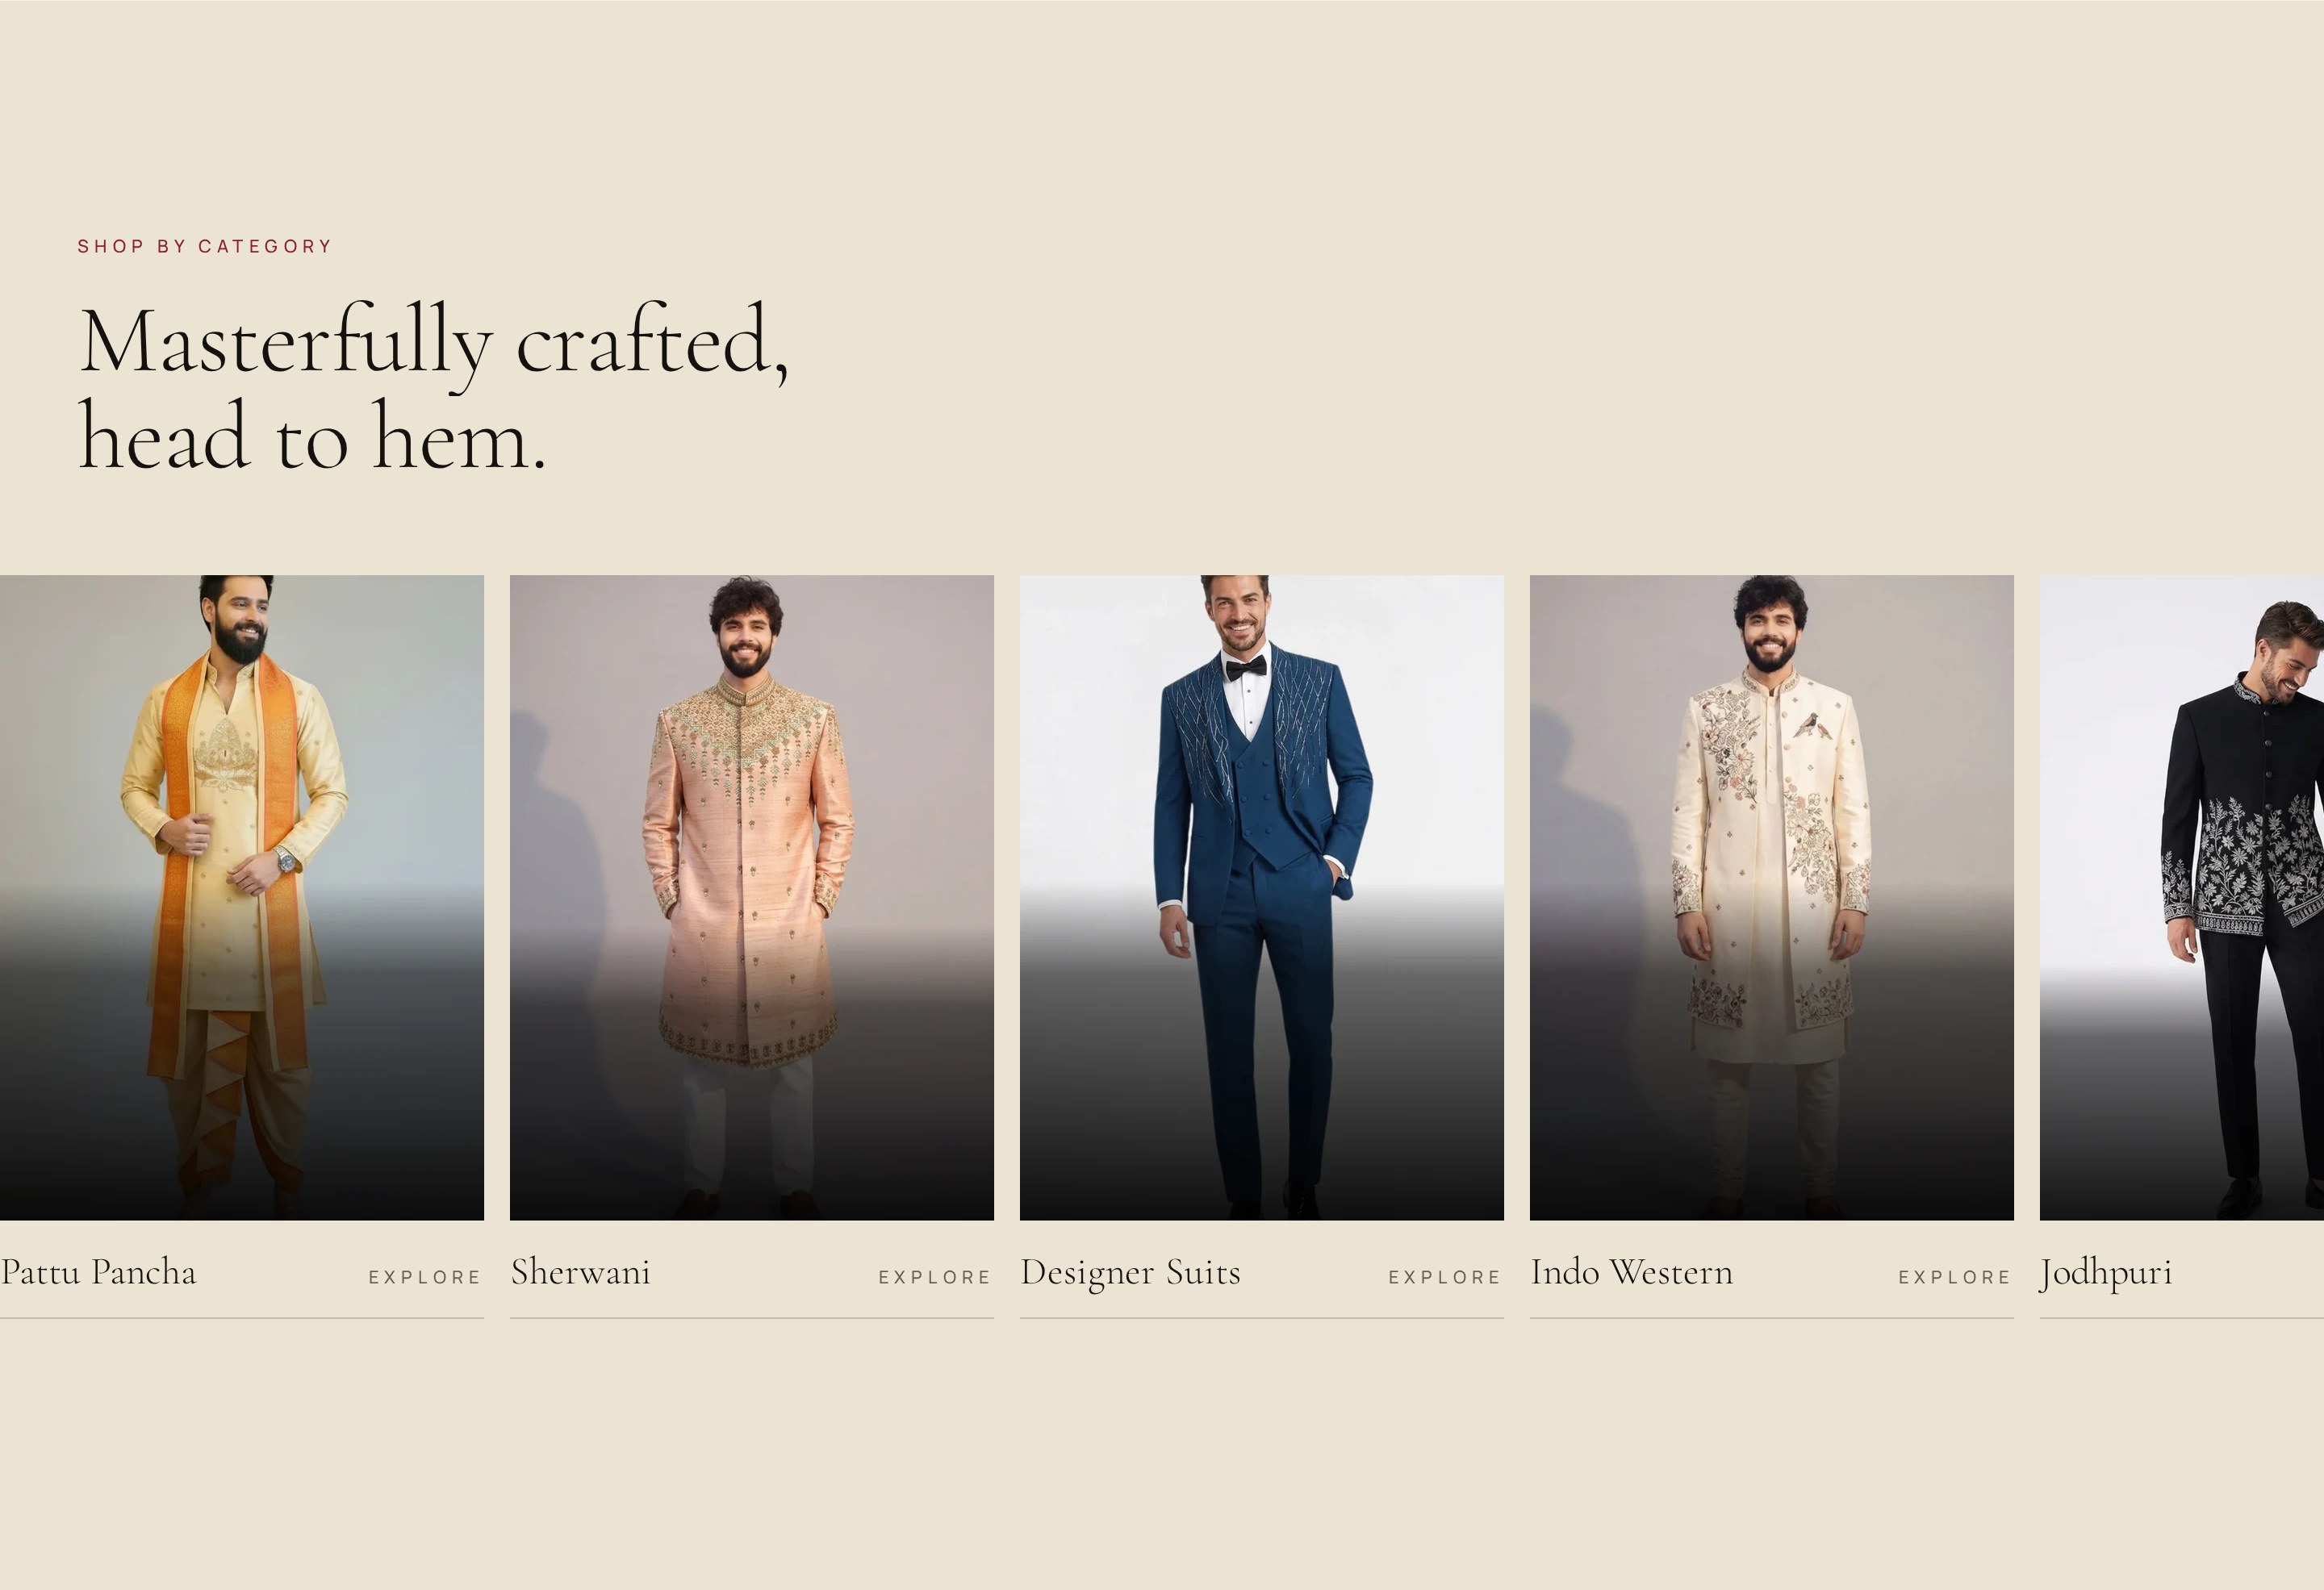 SHOP BY CATEGORY
Masterfully crafted,
head to hem.
Pattu Pancha
EXPLORE
Sherwani
EXPLORE
Designer Suits
EXPLORE
Indo Western
EXPLORE
Jodhpuri